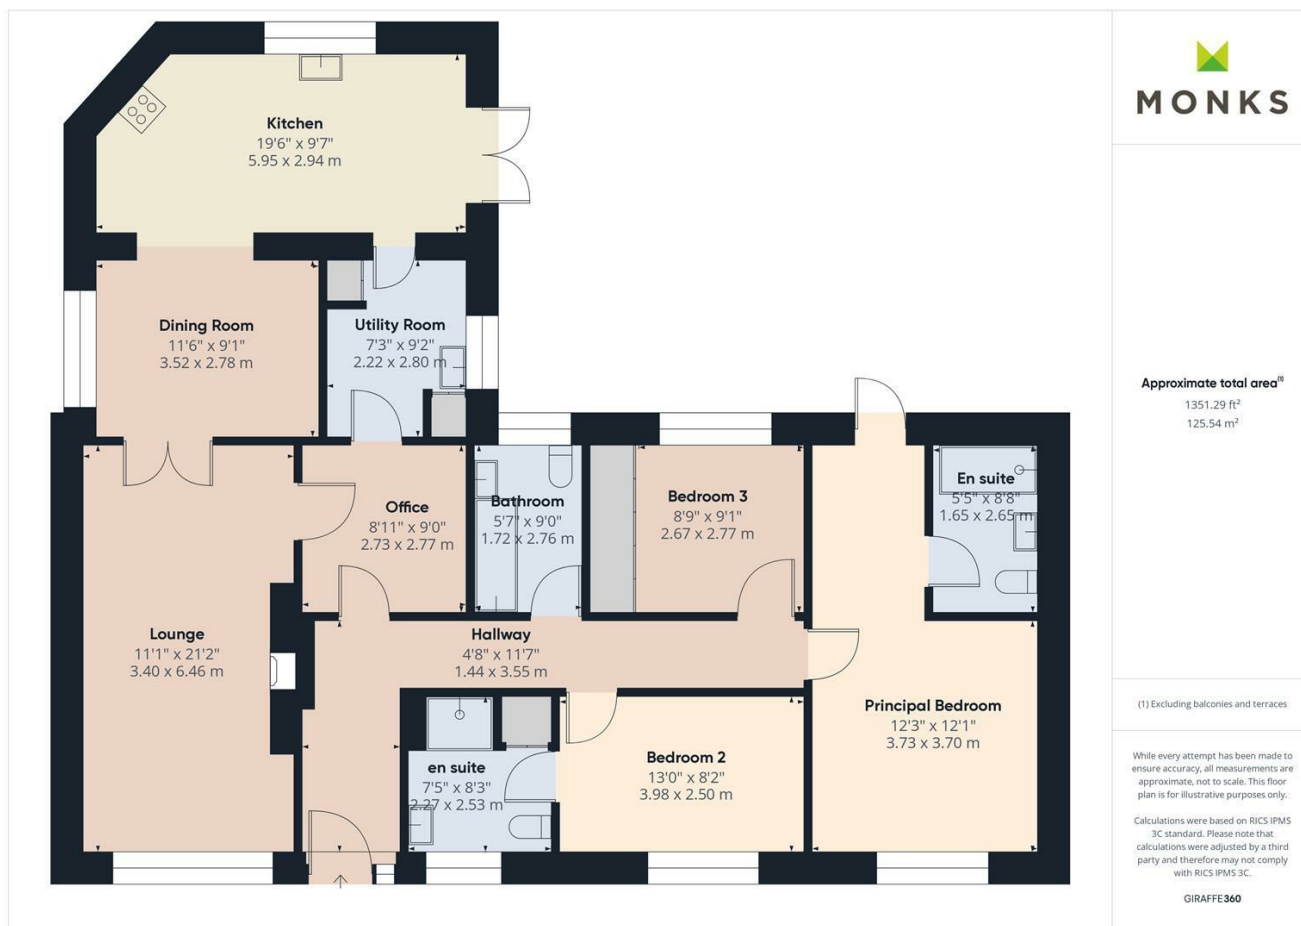 Kitchen
19'6" x 9'7"
5.95 x 2.94 m
Dining Room
11'6" x 9'1"
3.52 x 2.78 m
Utility Room
7'3" x 9'2"
2.22 x 2.80 m
Office
8'11" x 9'0"
2.73 x 2.77 m
Bathroom
5'7" x 9'0"
1.72 x 2.76 m
Bedroom 3
8'9" x 9'1"
2.67 x 2.77 m
En suite
5'5" x 8'8"
1.65 x 2.65 m
Lounge
11'1" x 21'2"
3.40 x 6.46 m
Hallway
4'8" x 11'7"
1.44 x 3.55 m
Principal Bedroom
12'3" x 12'1"
3.73 x 3.70 m
en suite
7'5" x 8'3"
2.27 x 2.53 m
Bedroom 2
13'0" x 8'2"
3.98 x 2.50 m
MONKS
Approximate total area(1)
1351.29 ft²
125.54 m²
(1) Excluding balconies and terraces
While every attempt has been made to
ensure accuracy, all measurements are
approximate, not to scale. This floor
plan is for illustrative purposes only.
Calculations were based on RICS IPMS
3C standard. Please note that
calculations were adjusted by a third
party and therefore may not comply
with RICS IPMS 3C.
GIRAFFE360